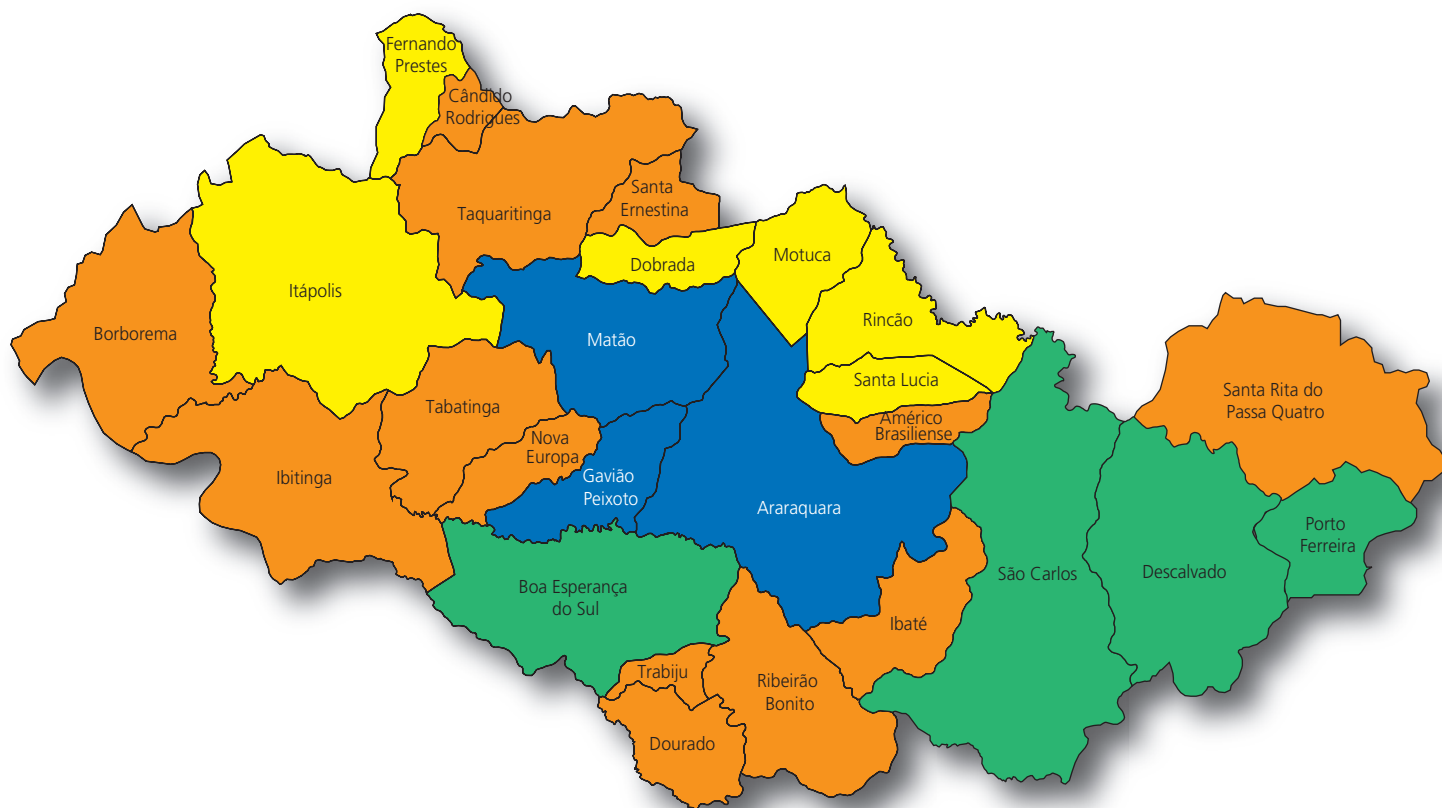 Fernando
Prestes
Cândido
Rodrigues
Santa
Ernestina
Taquaritinga
Motuca
Dobrada
Itápolis
Rincão
Borborema
Matão
Santa Lucia
Santa Rita do
Passa Quatro
Tabatinga
Américo
Brasiliense
Nova
Europa
Ibitinga
Gavião
Peixoto
Araraquara
Porto
Ferreira
São Carlos
Descalvado
Boa Esperança
do Sul
Ibaté
Trabiju
Ribeirão
Bonito
Dourado